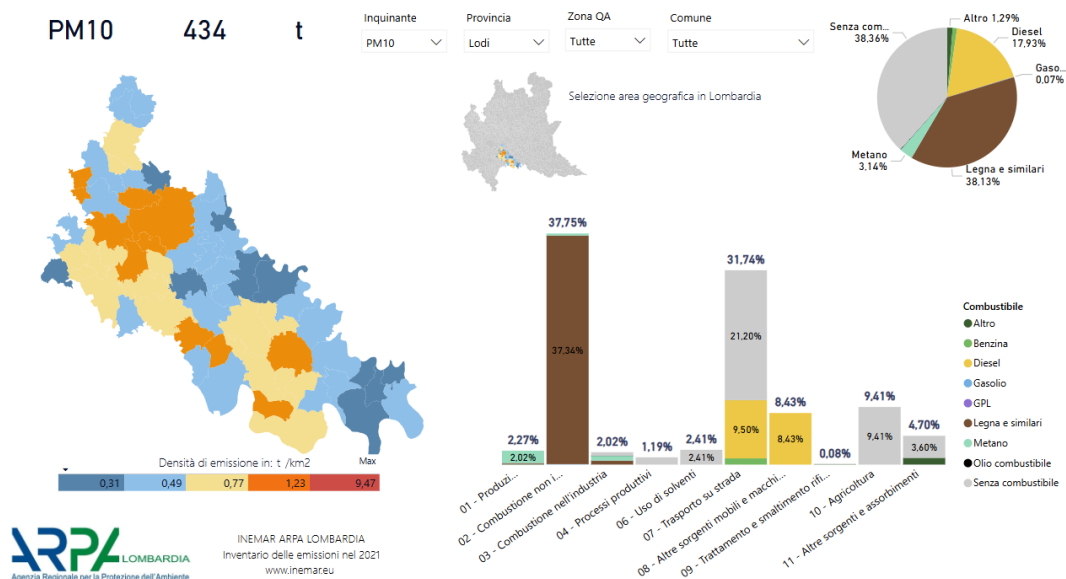 PM10 434 t
Inquinante
PM10
Provincia
Lodi
Zona QA
Tutte
Comune
Tutte
Selezione area geografica in Lombardia
Altro 1,29%
Diesel
17,93%
Gaso...
0,07%
Legna e similari
38,13%
Metano
3,14%
Senza com...
38,36%
37,75%
37,34%
31,74%
21,20%
9,50%
2,27%
2,02%
2,02%
1,19%
2,41%
2,41%
8,43%
8,43%
0,08%
9,41%
9,41%
4,70%
3,60%
01 - Produzi...
02 - Combustione non i...
03 - Combustione nell'industria
04 - Processi produttivi
06 - Uso di solventi
07 - Trasporto su strada
08 - Altre sorgenti mobili e macchi...
09 - Trattamento e smaltimento rifi...
10 - Agricoltura
11 - Altre sorgenti e assorbimenti
Combustibile
Altro
Benzina
Diesel
Gasolio
GPL
Legna e similari
Metano
Olio combustibile
Senza combustibile
Densità di emissione in: t /km2
Max
0,31 0,49 0,77 1,23 9,47
ARPA LOMBARDIA
Agenzia Regionale per la Protezione dell'Ambiente
INEMAR ARPA LOMBARDIA
Inventario delle emissioni nel 2021
www.inemar.eu